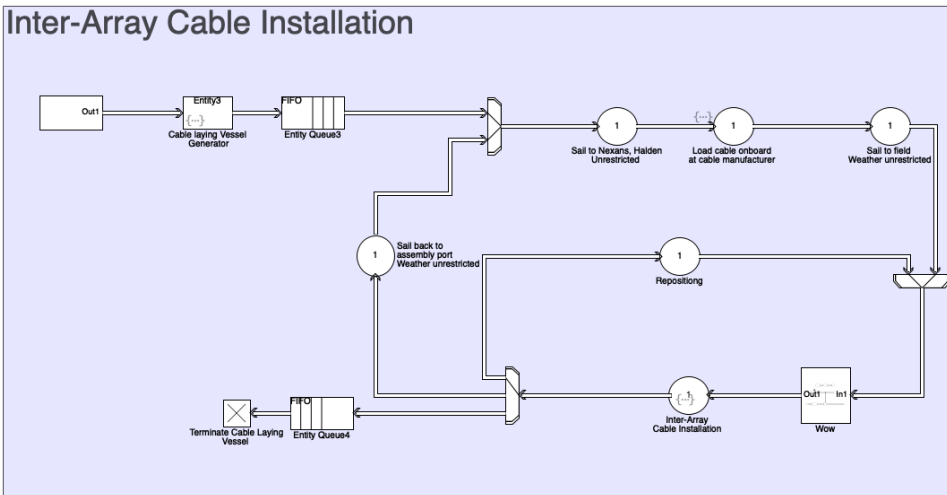 Inter-Array Cable Installation
Out1
Entity3
{...}
Cable laying Vessel
Generator
FIFO
Entity Queue3
1
Sail to Nexans, Halden
Unrestricted
{...}
1
Load cable onboard
at cable manufacturer
1
Sail to field
Weather unrestricted
1
Sail back to
assembly port
Weather unrestricted
1
Repositiong
Out1
In1
Wow
1
{...}
Inter-Array
Cable Installation
FIFO
Entity Queue4
Terminate Cable Laying
Vessel